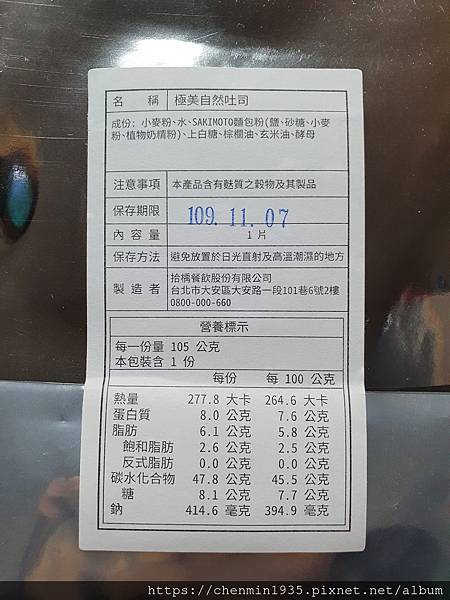 名　稱 極美自然吐司
成份: 小麥粉、水、SAKIMOTO麵包粉(鹽、砂糖、小麥
粉、植物奶精粉)、上白糖、棕櫚油、玄米油、酵母
注意事項 本產品含有麩質之穀物及其製品
保存期限 109.11.07
內容量 1 片
保存方法 避免放置於日光直射及高溫潮濕的地方
製造者 拾楀餐飲股份有限公司
台北市大安區大安路一段101巷6號2樓
0800-000-660
營養標示
每一份量 105 公克
本包裝含 1 份
每份 每 100 公克
熱量 277.8 大卡 264.6 大卡
蛋白質 8.0 公克 7.6 公克
脂肪 6.1 公克 5.8 公克
飽和脂肪 2.6 公克 2.5 公克
反式脂肪 0.0 公克 0.0 公克
碳水化合物 47.8 公克 45.5 公克
糖 8.1 公克 7.7 公克
鈉 414.6 毫克 394.9 毫克
https://chenmin1935.pixnet.net/album